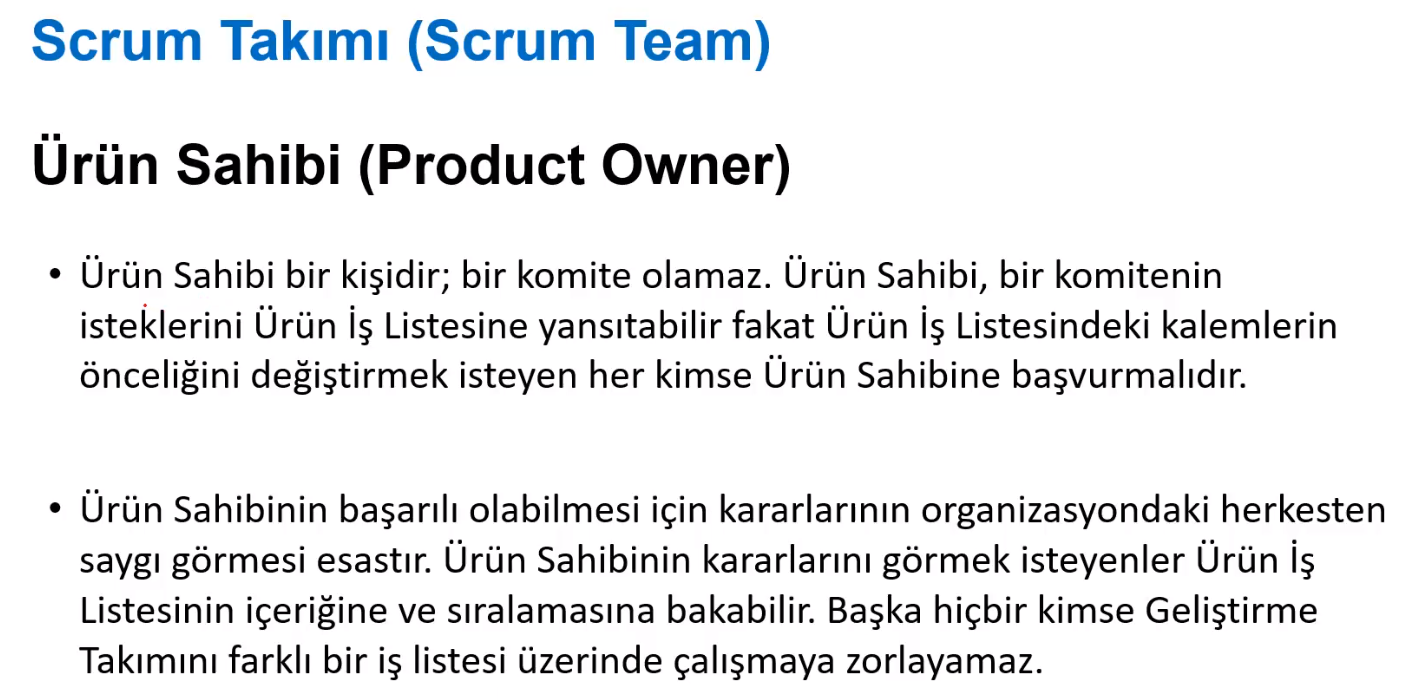 Scrum Takımı (Scrum Team)
Ürün Sahibi (Product Owner)
• Ürün Sahibi bir kişidir; bir komite olamaz. Ürün Sahibi, bir komitenin
isteklerini Ürün İş Listesine yansıtabilir fakat Ürün İş Listesindeki kalemlerin
önceliğini değiştirmek isteyen her kimse Ürün Sahibine başvurmalıdır.
• Ürün Sahibinin başarılı olabilmesi için kararlarının organizasyondaki herkesten
saygı görmesi esastır. Ürün Sahibinin kararlarını görmek isteyenler Ürün İş
Listesinin içeriğine ve sıralamasına bakabilir. Başka hiçbir kimse Geliştirme
Takımını farklı bir iş listesi üzerinde çalışmaya zorlayamaz.